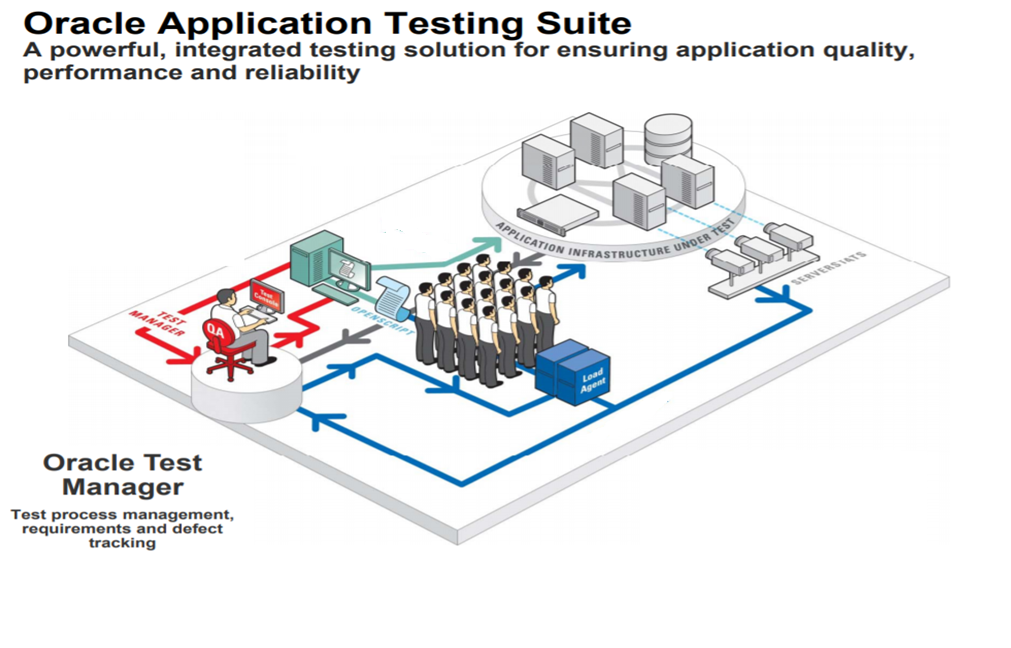 Oracle Application Testing Suite
A powerful, integrated testing solution for ensuring application quality,
performance and reliability
APPLICATION INFRASTRUCTURE UNDER TEST
SERVERSTATS
Test
Console
TEST
MANAGER
QA
OPENSCRIPT
Load
Agent
Oracle Test
Manager
Test process management,
requirements and defect
tracking